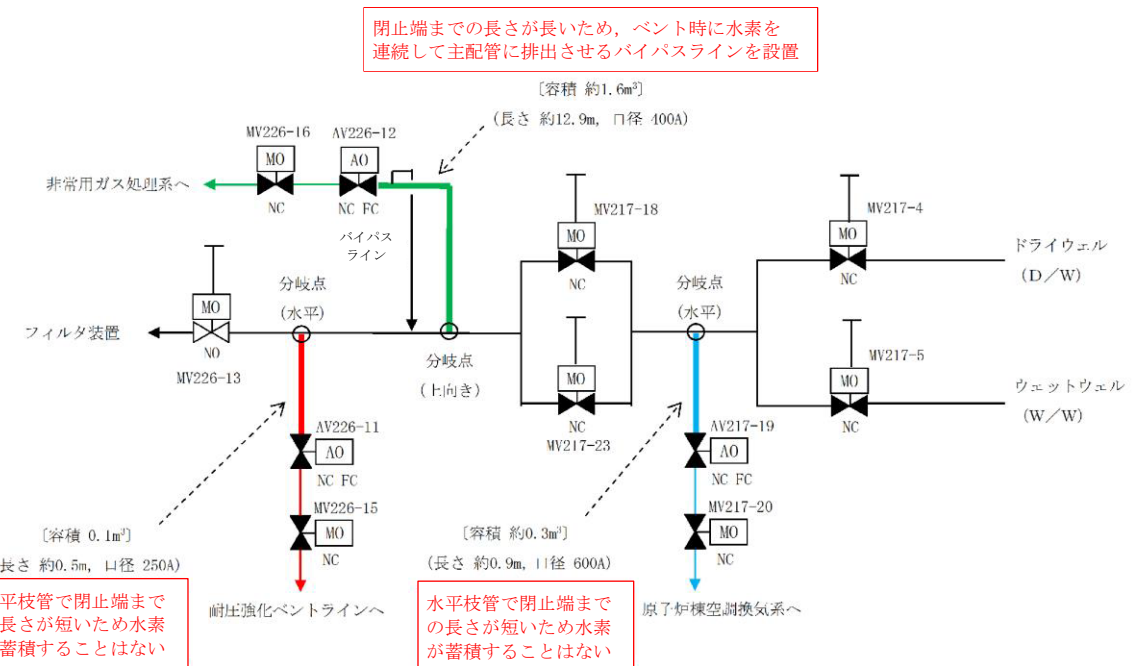 閉止端までの長さが長いため，ベント時に水素を
連続して主配管に排出させるバイパスラインを設置
〔容積 約1.6m³〕
（長さ 約12.9m，口径 400A）
MV226-16
AV226-12
MO
AO
非常用ガス処理系へ
NC
NC FC
バイパス
ライン
MV217-18
MO
NC
MV217-4
MO
NC
ドライウェル
（D／W）
分岐点
（水平）
分岐点
（水平）
MO
フィルタ装置
NO
MV226-13
分岐点
（上向き）
MO
NC
MV217-23
MV217-5
MO
NC
ウェットウェル
（W／W）
AV226-11
AO
NC FC
AV217-19
AO
NC FC
MV226-15
MO
NC
MV217-20
MO
NC
〔容積 0.1m³〕
長さ 約0.5m，口径 250A）
〔容積 約0.3m³〕
（長さ 約0.9m，口径 600A）
平枝管で閉止端まで
長さが短いため水素
蓄積することはない
耐圧強化ベントラインへ
水平枝管で閉止端まで
の長さが短いため水素
が蓄積することはない
原子炉棟空調換気系へ